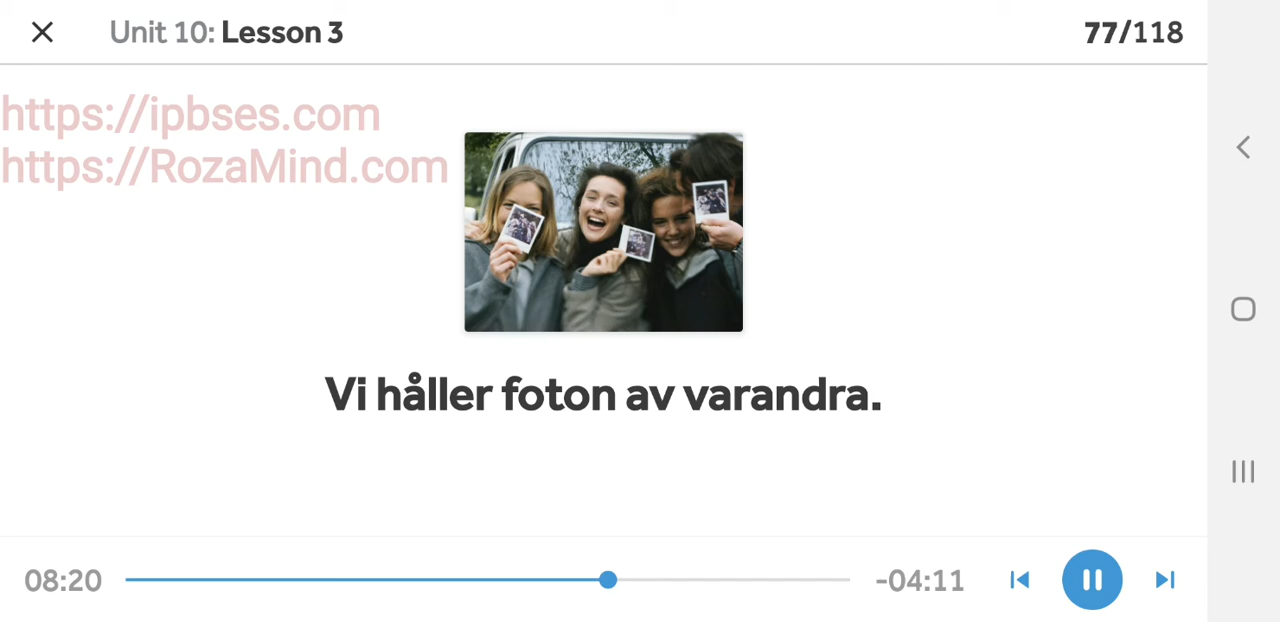 Unit 10: Lesson 3
77/118
https://ipbses.com
https://RozaMind.com
Vi håller foton av varandra.
08:20
-04:11